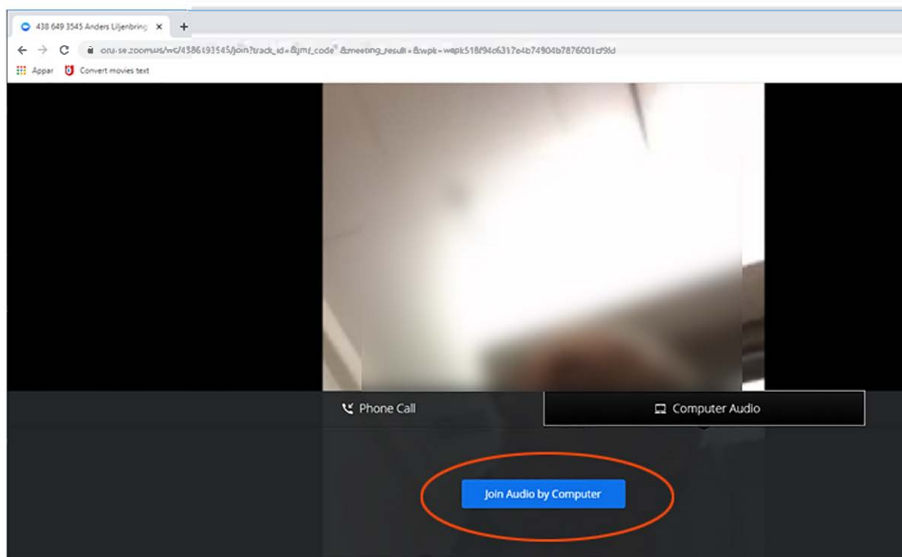 438 649 3545 Anders Liljenbring
Appar Convert movies text
Phone Call
Computer Audio
Join Audio by Computer